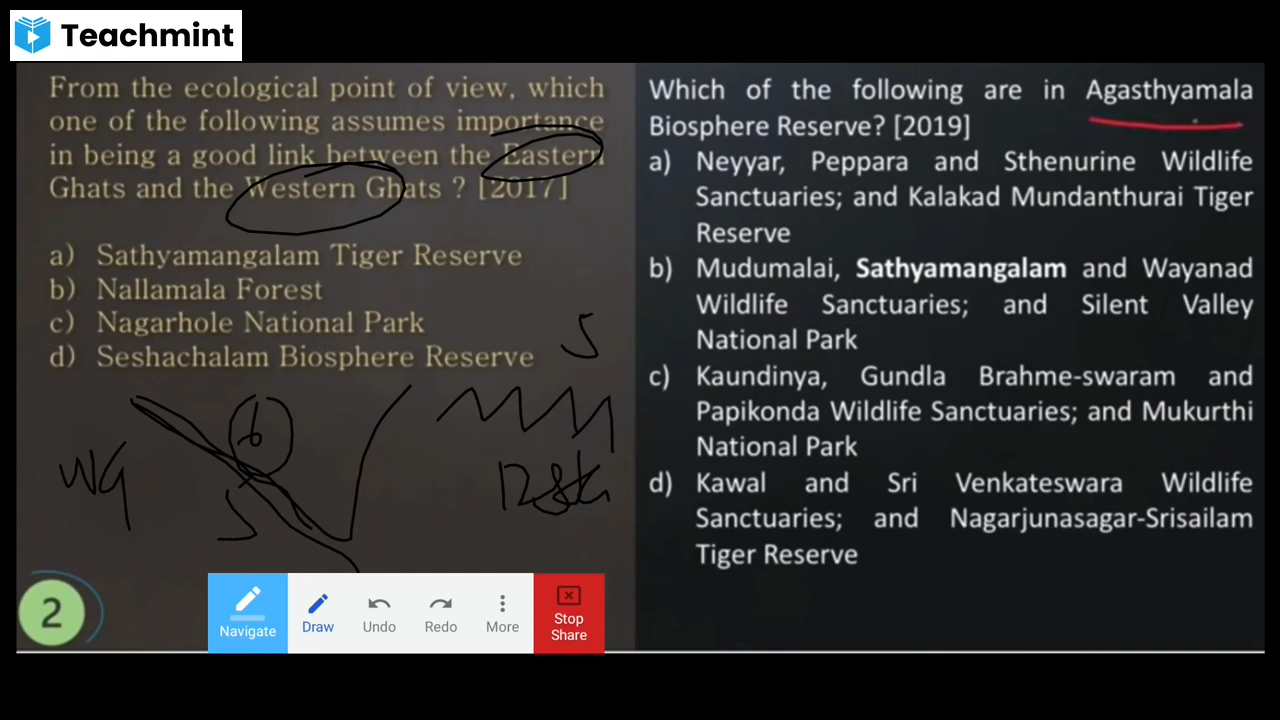 Teachmint
From the ecological point of view, which
one of the following assumes importance
in being a good link between the Eastern
Ghats and the Western Ghats ? [2017]
a) Sathyamangalam Tiger Reserve
b) Nallamala Forest
c) Nagarhole National Park
d) Seshachalam Biosphere Reserve
S
WG
2
Which of the following are in Agasthyamala
Biosphere Reserve? [2019]
a) Neyyar, Peppara and Sthenurine Wildlife
Sanctuaries; and Kalakad Mundanthurai Tiger
Reserve
b) Mudumalai, Sathyamangalam and Wayanad
Wildlife Sanctuaries; and Silent Valley
National Park
c) Kaundinya, Gundla Brahme-swaram and
Papikonda Wildlife Sanctuaries; and Mukurthi
National Park
d) Kawal and Sri Venkateswara Wildlife
Sanctuaries; and Nagarjunasagar-Srisailam
Tiger Reserve
Navigate
Draw
Undo
Redo
More
Stop
Share